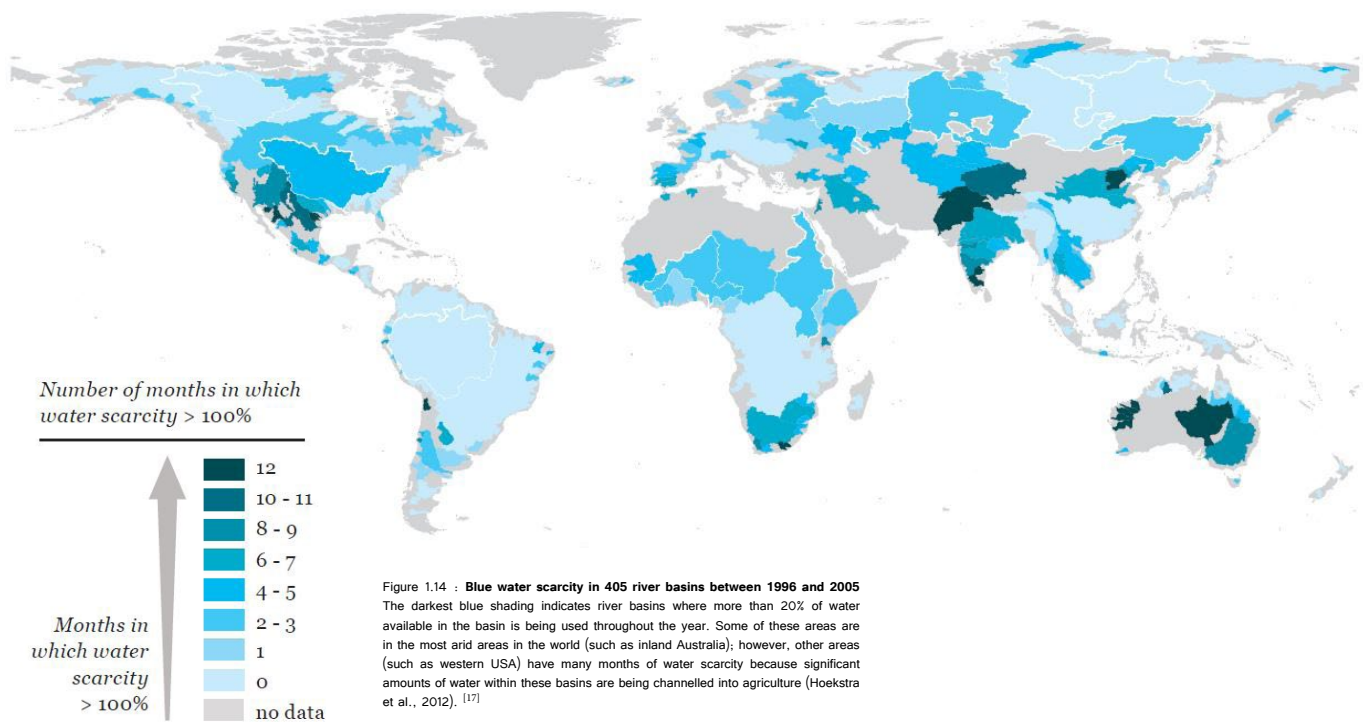 Number of months in which
water scarcity > 100%
12
10 - 11
8 - 9
6 - 7
4 - 5
2 - 3
1
0
no data
Months in
which water
scarcity
> 100%
Figure 1.14 : Blue water scarcity in 405 river basins between 1996 and 2005
The darkest blue shading indicates river basins where more than 20% of water
available in the basin is being used throughout the year. Some of these areas are
in the most arid areas in the world (such as inland Australia); however, other areas
(such as western USA) have many months of water scarcity because significant
amounts of water within these basins are being channelled into agriculture (Hoekstra
et al., 2012). [17]